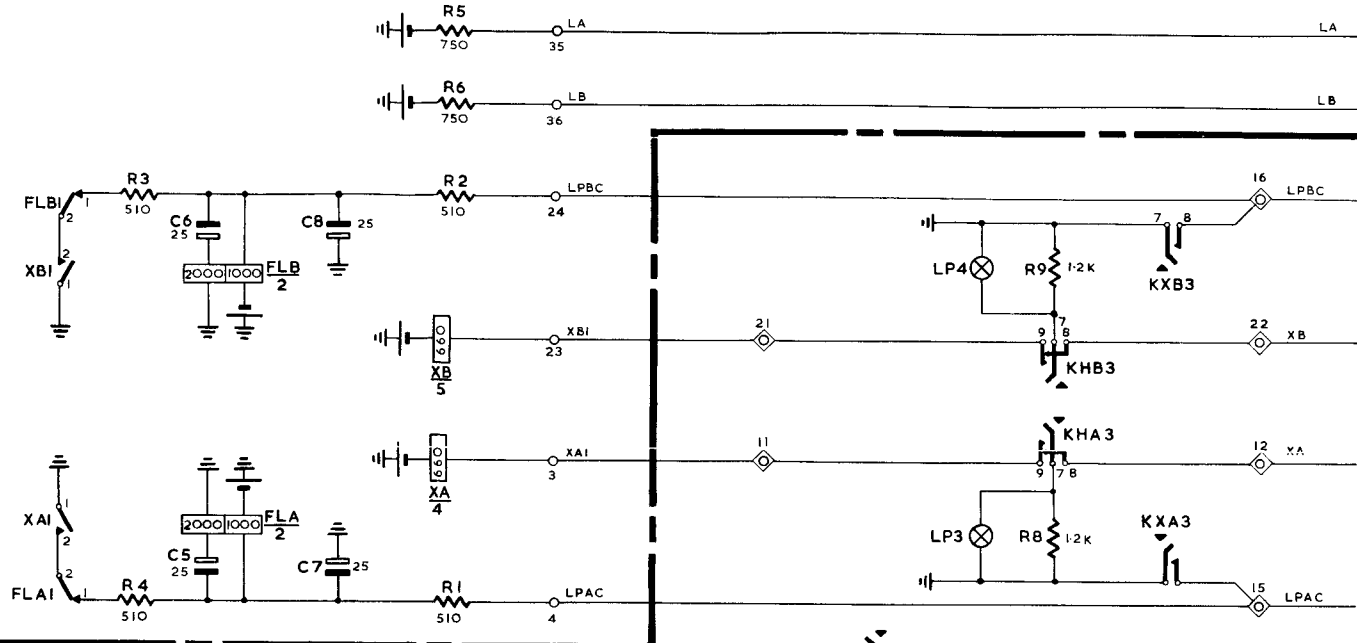 R5
LA
LA
750
35
R6
LB
LB
750
36
R3
R2
LPBC
16
LPBC
FLB1
1
510
510
24
2
C6
25
C8
25
7
8
2
XB1
1
2000
1000
FLB
2
LP4
R9
1·2K
KXB3
660
XB1
21
9
7
8
22
XB
23
XB
5
KHB3
KHA3
660
XA1
11
12
XA
3
9
7
8
XA
4
1
XA1
2
2000
1000
FLA
2
LP3
R8
1·2K
KXA3
2
C5
25
C7
25
FLA1
1
R4
R1
LPAC
15
LPAC
510
510
4